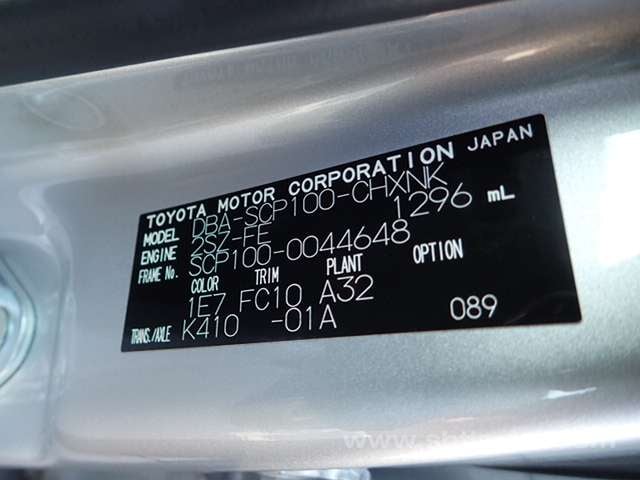 TOYOTA MOTOR CORPORATION JAPAN
MODEL DBA-SCP100-CHXNK
ENGINE 2SZ-FE 1296 mL
FRAME No. SCP100-0044648
COLOR TRIM PLANT OPTION
1E7 FC10 A32
TRANS./AXLE K410 -01A 089